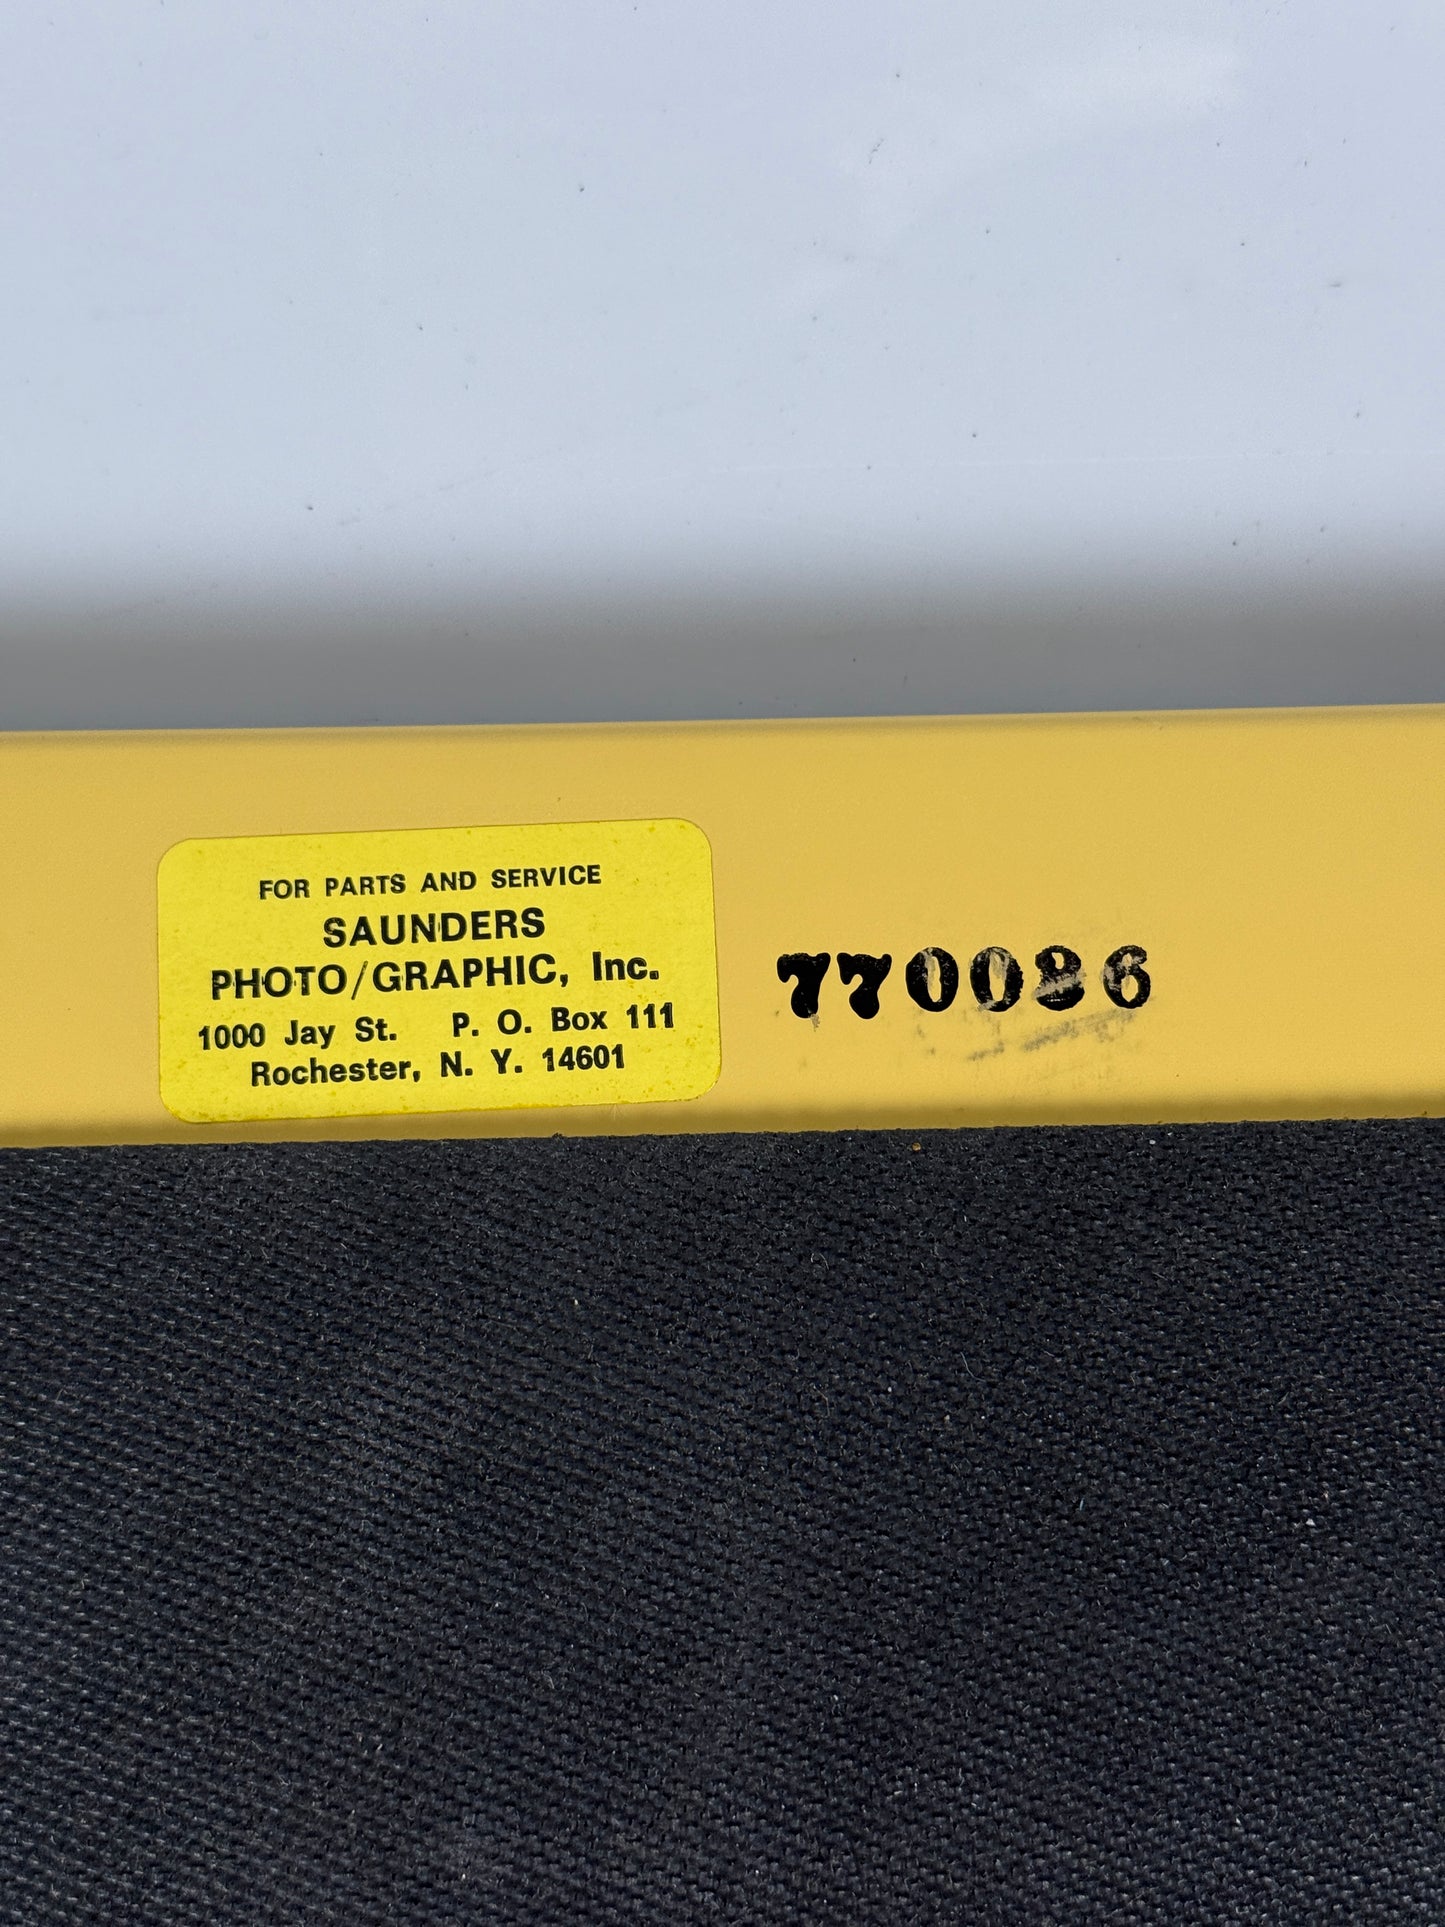 FOR PARTS AND SERVICE
SAUNDERS
PHOTO/GRAPHIC, Inc.
1000 Jay St. P. O. Box 111
Rochester, N. Y. 14601
770026